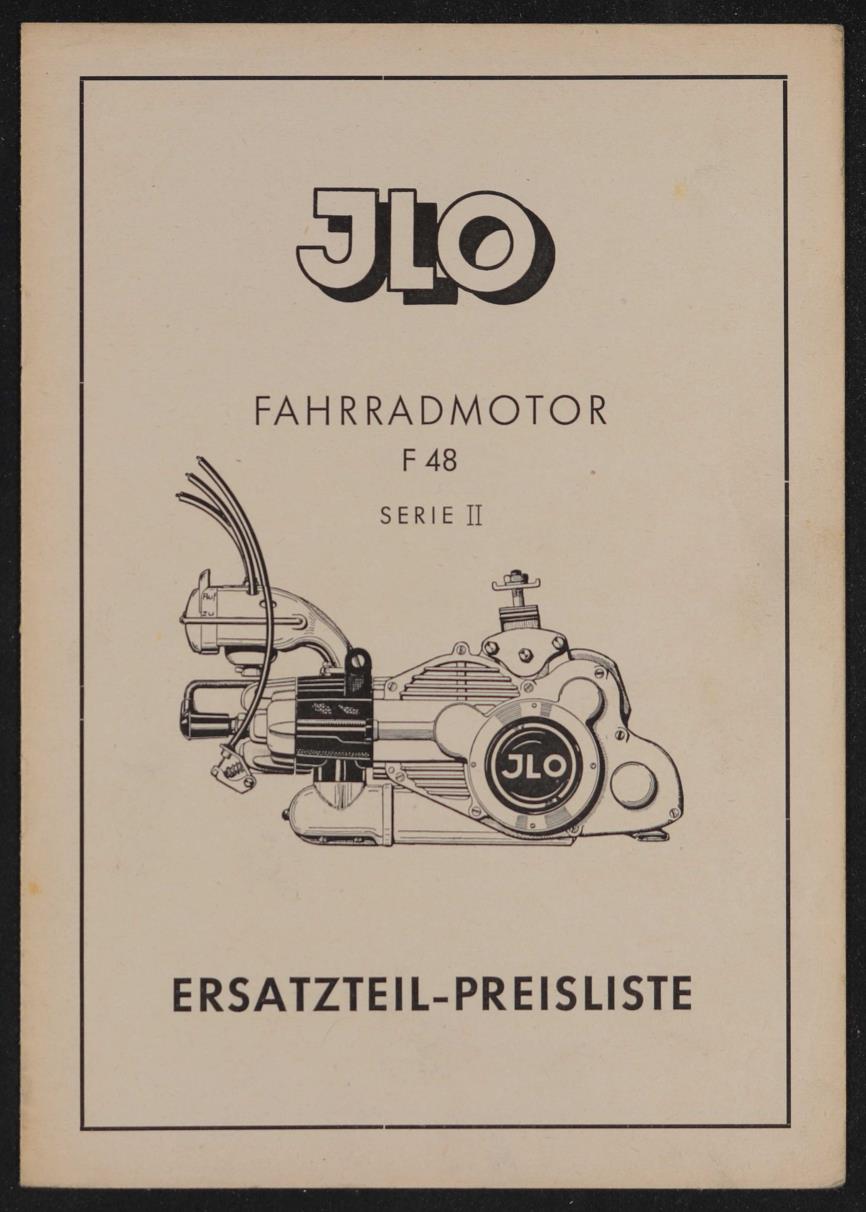 JLO
FAHRRADMOTOR
F 48
SERIE II
JLO
ERSATZTEIL-PREISLISTE